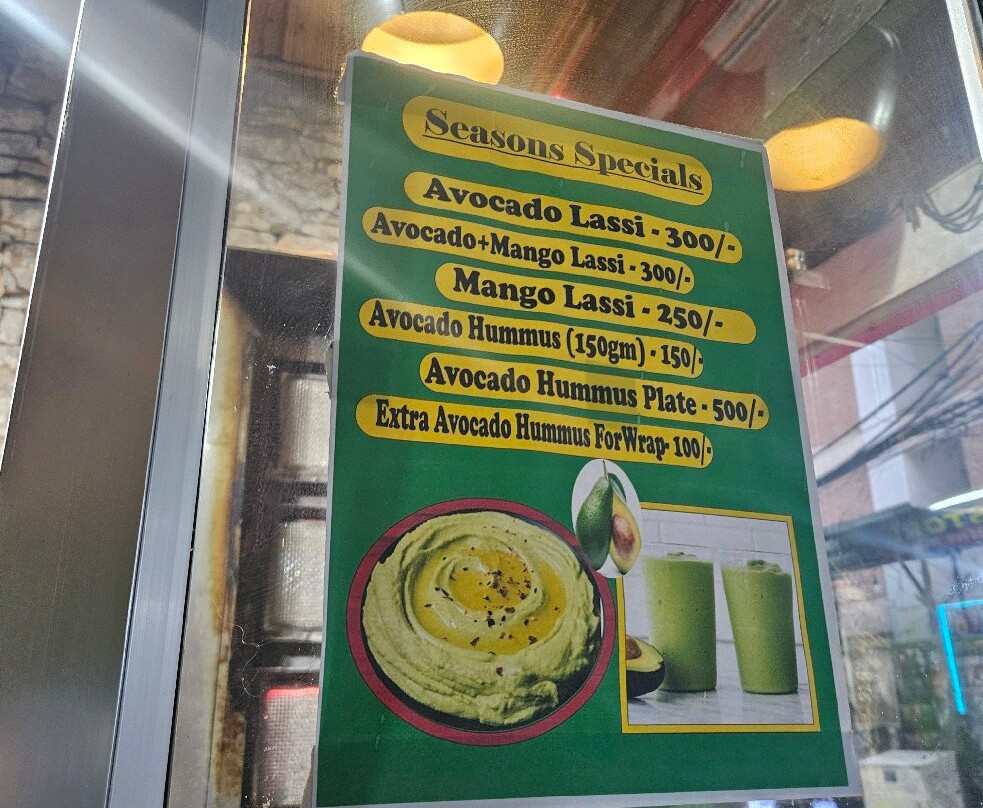 Seasons Specials
Avocado Lassi - 300/-
Avocado+Mango Lassi - 300/-
Mango Lassi - 250/-
Avocado Hummus (150gm) - 150/-
Avocado Hummus Plate - 500/-
Extra Avocado Hummus ForWrap- 100/-